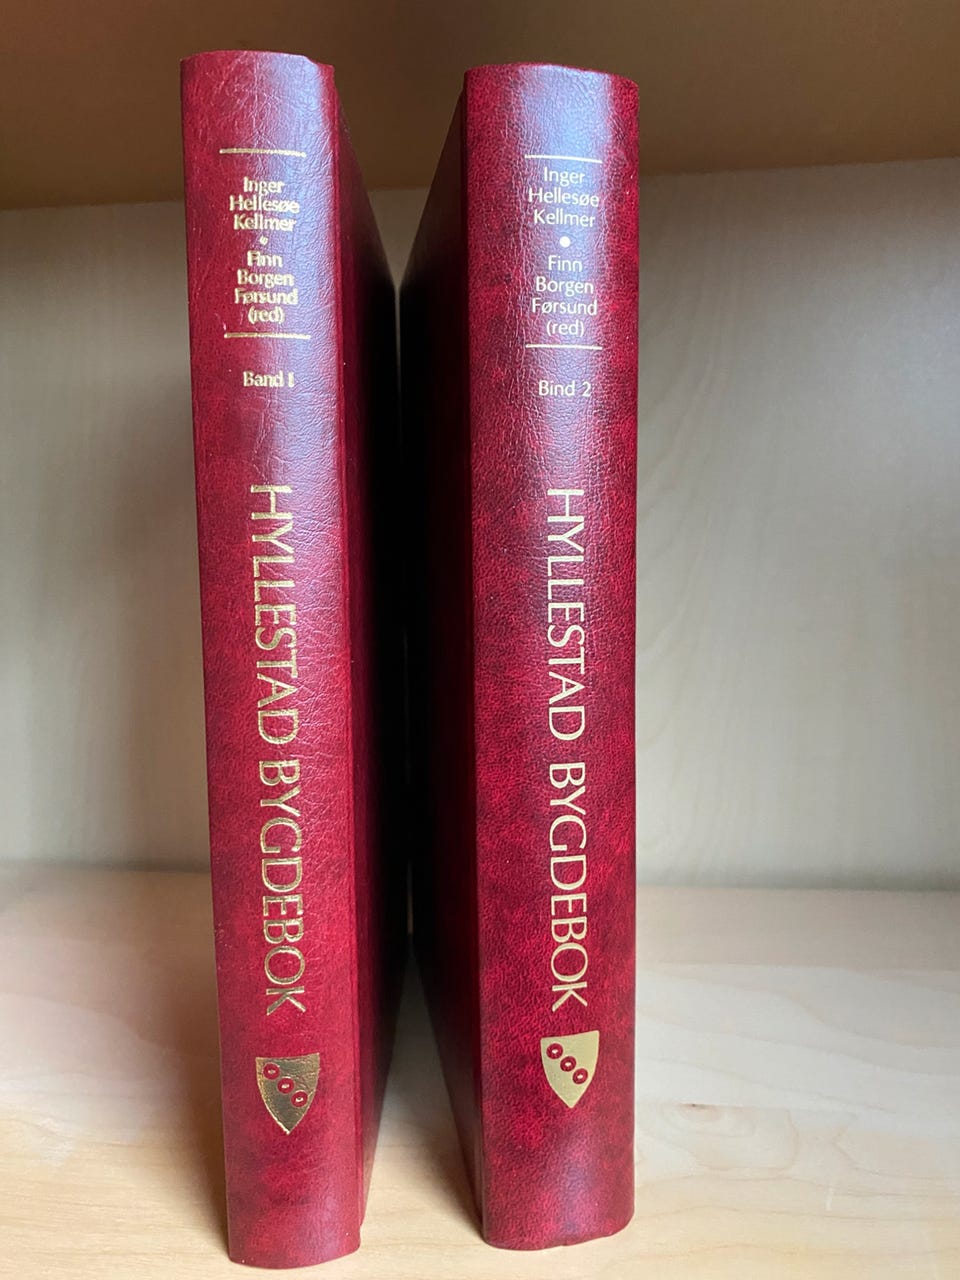 Inger
Hellesøe
Kellmer
•
Finn
Borgen
Førsund
(red)
Band 1
HYLLESTAD BYGDEBOK
Inger
Hellesøe
Kellmer
•
Finn
Borgen
Førsund
(red)
Bind 2
HYLLESTAD BYGDEBOK